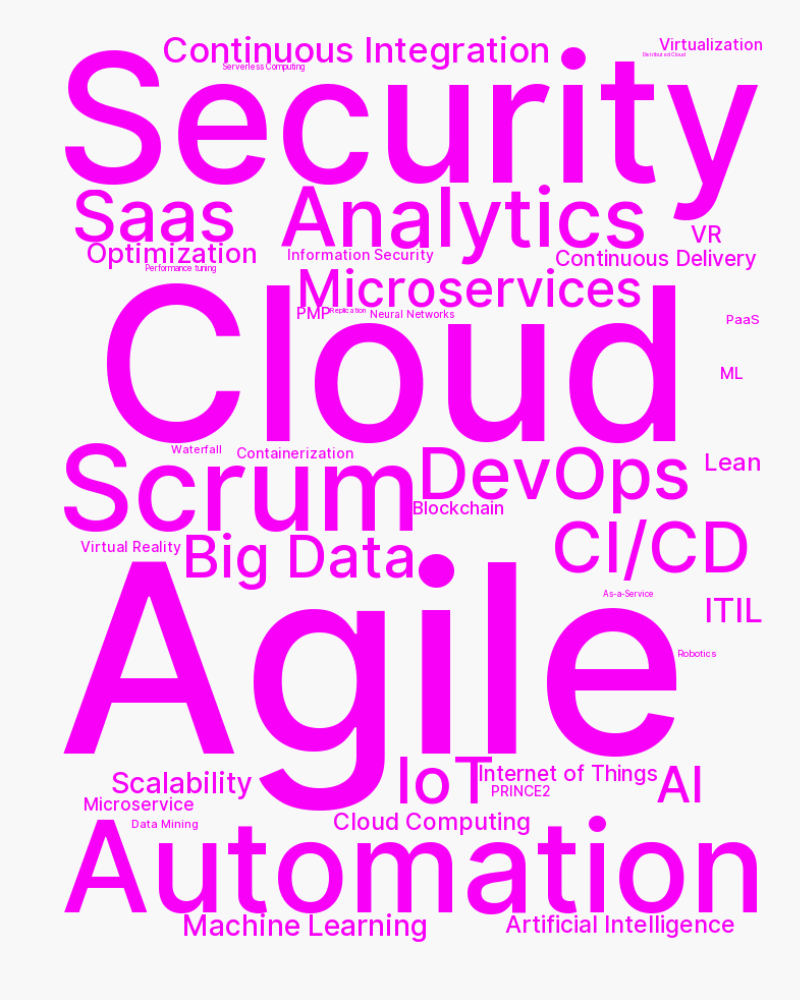 Continuous Integration
Virtualization
Distributed Cloud
Serverless Computing
Security
Saas
Analytics
VR
Optimization
Information Security
Continuous Delivery
Performance tuning
Microservices
PMP
Replication
Neural Networks
PaaS
Cloud
ML
Waterfall
Containerization
DevOps
Lean
Scrum
Blockchain
Virtual Reality
Big Data
CI/CD
As-a-Service
ITIL
Agile
Robotics
Scalability
IoT
Internet of Things
AI
PRINCE2
Microservice
Data Mining
Cloud Computing
Automation
Machine Learning
Artificial Intelligence